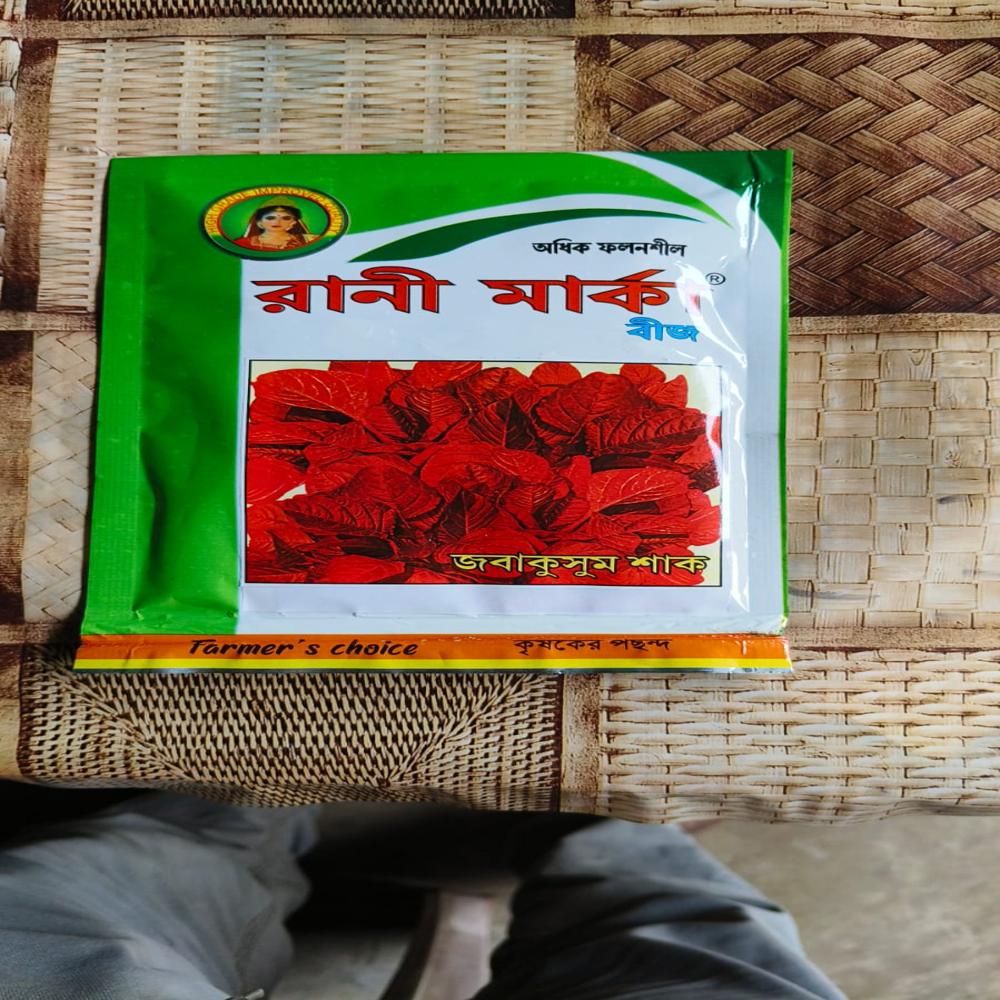 অধিক ফলনশীল
রানী মার্কা ®
বীজ
জবাকুসুম শাক
Farmer's choice কৃষকের পছন্দ